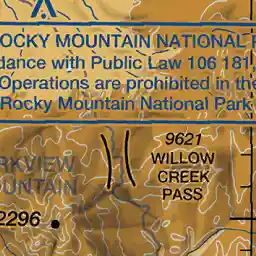 ROCKY MOUNTAIN NATIONAL P
dance with Public Law 106 181
Operations are prohibited in the
Rocky Mountain National Park
9621
WILLOW
CREEK
PASS
RKVIEW
UNTAIN
2296